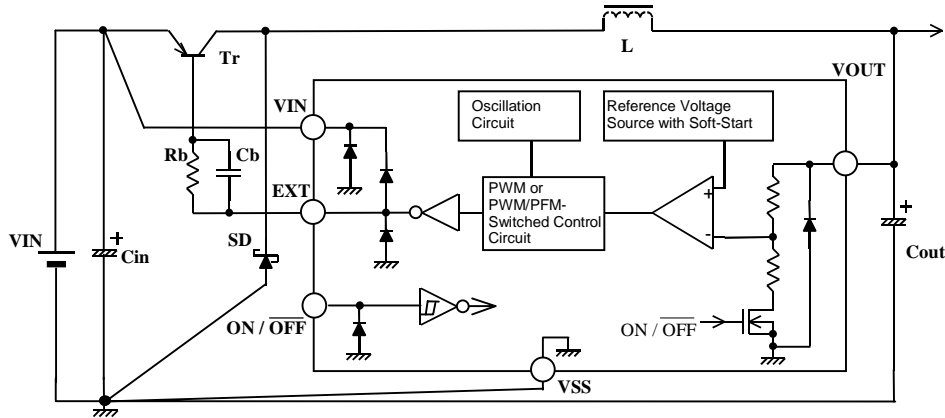 L
Tr
VOUT
VIN
Oscillation
Circuit
Reference Voltage
Source with Soft-Start
Rb
Cb
EXT
PWM or
PWM/PFM-
Switched Control
Circuit
+
-
VIN
+
Cin
SD
+
Cout
ON / OFF
ON / OFF
VSS